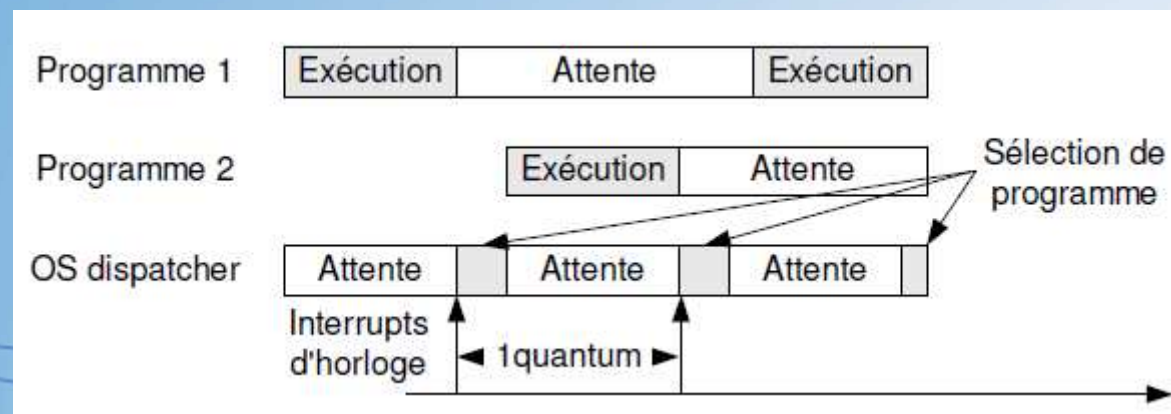 Programme 1
Exécution
Attente
Exécution
Programme 2
Exécution
Attente
Sélection de
programme
OS dispatcher
Attente
Attente
Attente
Interrupts
d'horloge
1quantum